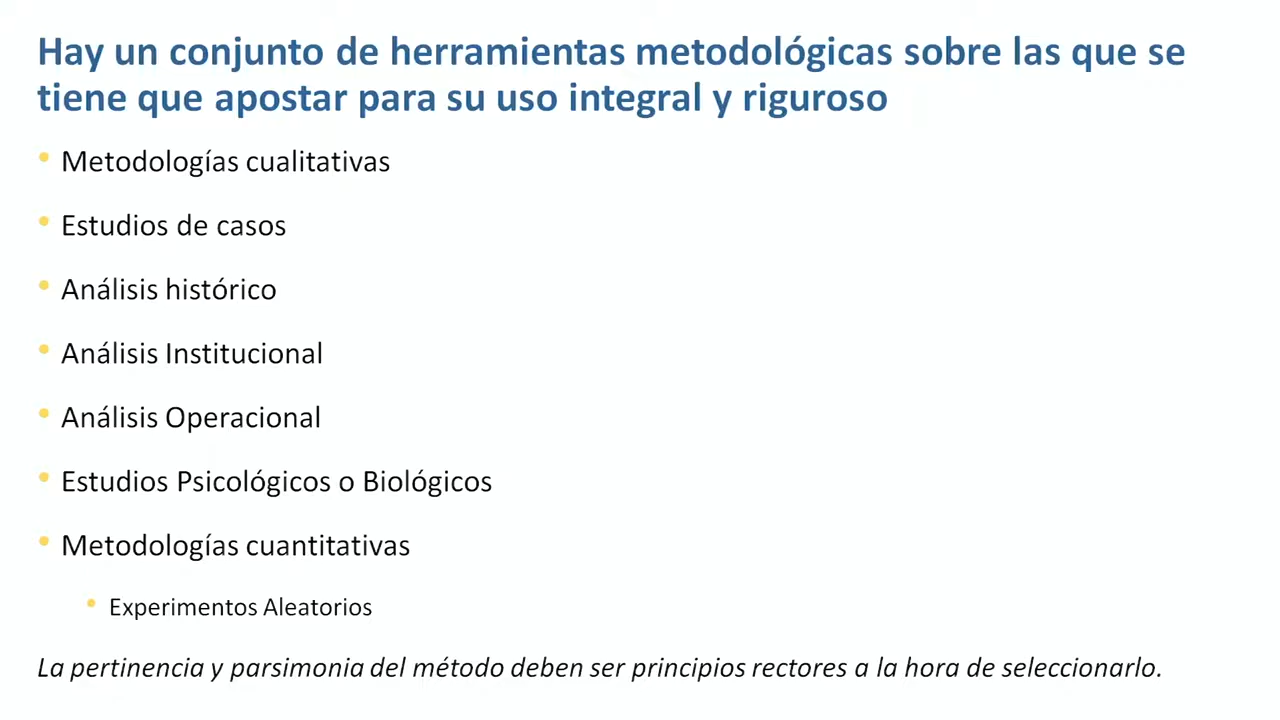 Hay un conjunto de herramientas metodológicas sobre las que se
tiene que apostar para su uso integral y riguroso
• Metodologías cualitativas
• Estudios de casos
• Análisis histórico
• Análisis Institucional
• Análisis Operacional
• Estudios Psicológicos o Biológicos
• Metodologías cuantitativas
• Experimentos Aleatorios
La pertinencia y parsimonia del método deben ser principios rectores a la hora de seleccionarlo.